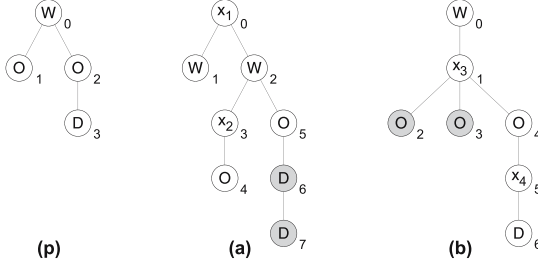 W 0 x1 0 W 0
O 1 O 2 W 1 W 2 x3 1
D 3 x2 3 O 5 O 2 O 3 O 4
O 4 D 6 x4 5
D 7 D 6
(p) (a) (b)